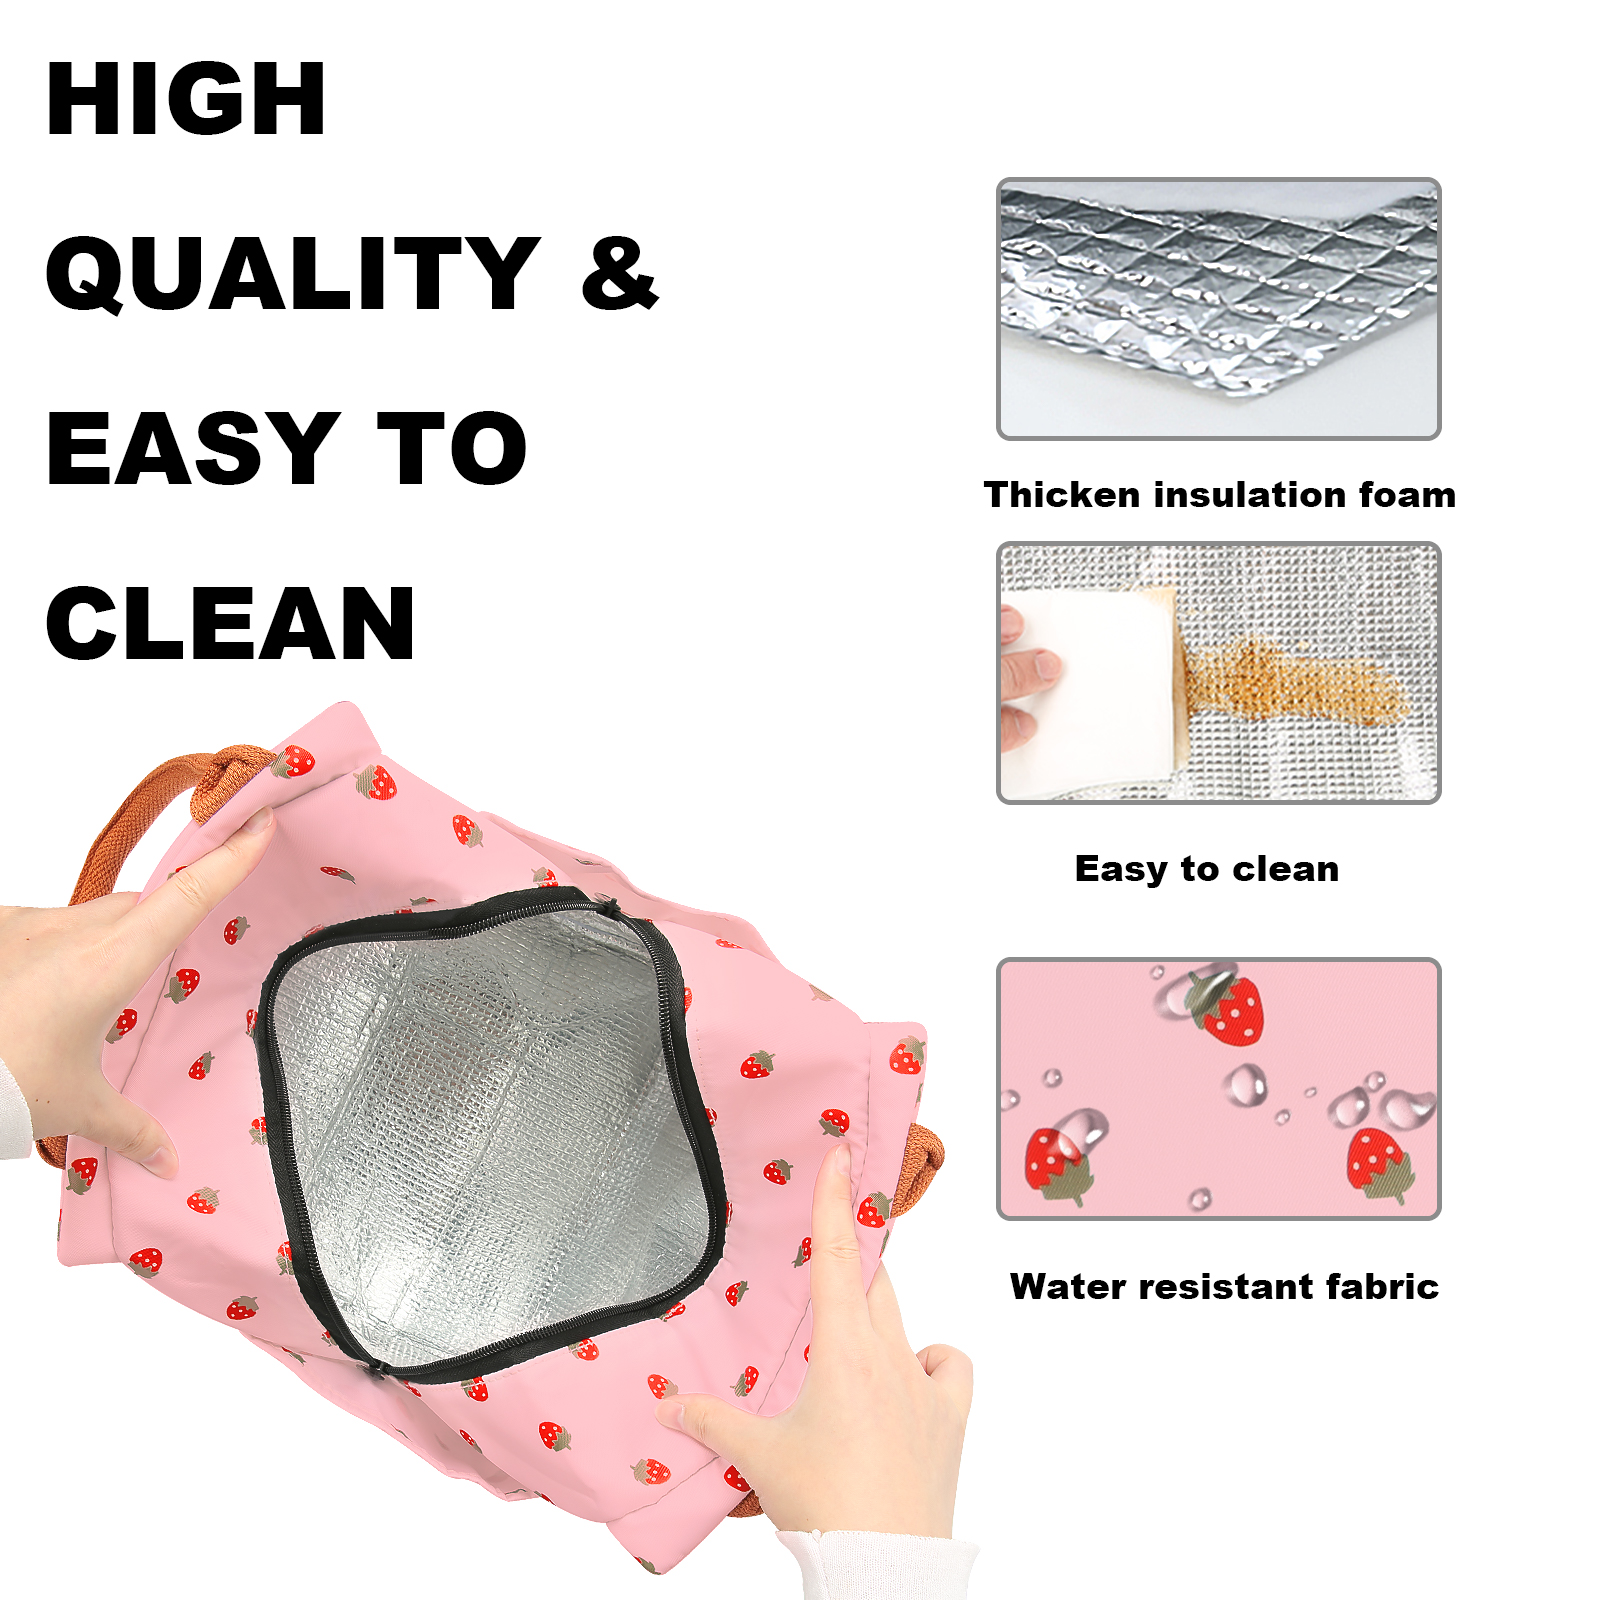 HIGH
QUALITY &
EASY TO
CLEAN
Thicken insulation foam
Easy to clean
Water resistant fabric